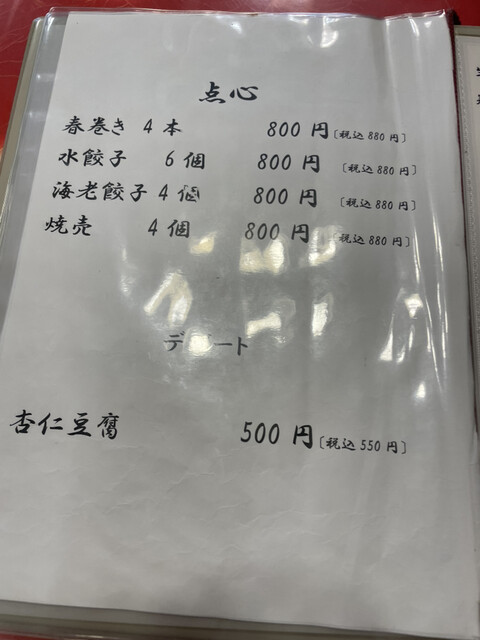 点心
春巻き 4本 800円〔税込880円〕
水餃子 6個 800円〔税込880円〕
海老餃子 4個 800円〔税込880円〕
焼売 4個 800円〔税込880円〕
デザート
杏仁豆腐 500円〔税込550円〕